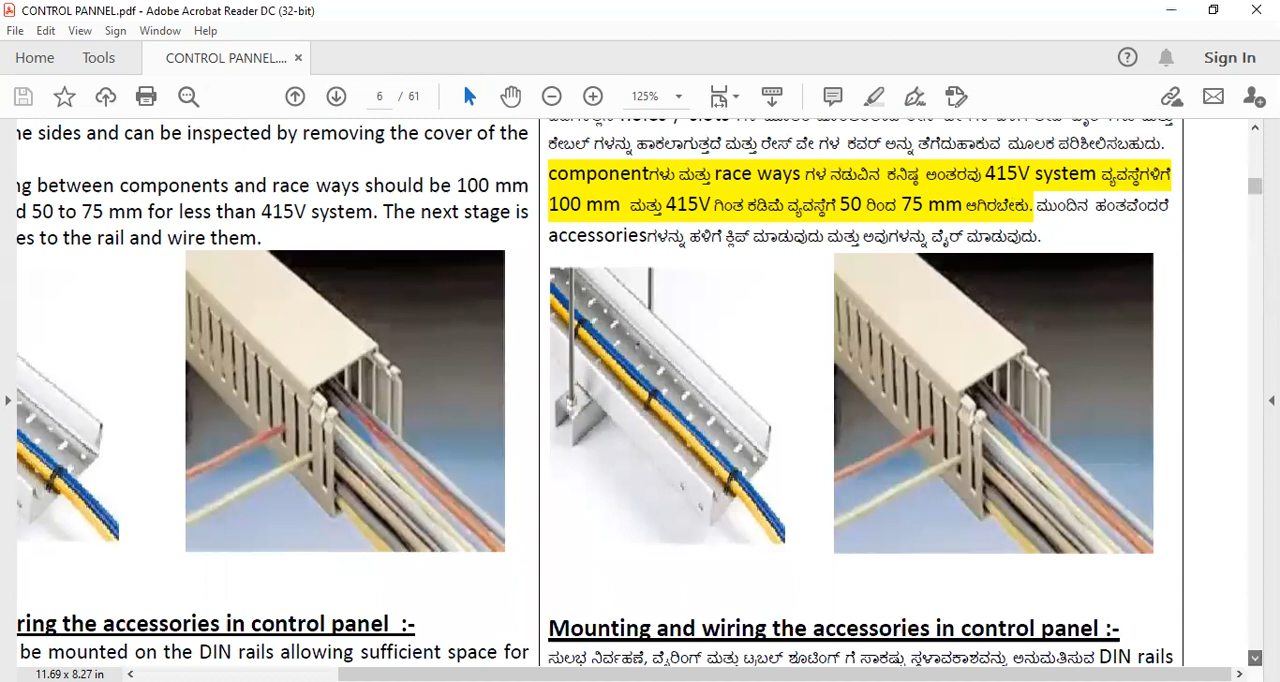 CONTROL PANNEL.pdf - Adobe Acrobat Reader DC (32-bit)
File Edit View Sign Window Help
Home Tools CONTROL PANNEL.... × Sign In
6 / 61 125%
ne sides and can be inspected by removing the cover of the
ng between components and race ways should be 100 mm
d 50 to 75 mm for less than 415V system. The next stage is
es to the rail and wire them.
ring the accessories in control panel :-
be mounted on the DIN rails allowing sufficient space for
ಕೇಬಲ್ ಗಳನ್ನು ಹಾಕಲಾಗುತ್ತದೆ ಮತ್ತು ರೇಸ್ ವೇ ಗಳ ಕವರ್ ಅನ್ನು ತೆಗೆದುಹಾಕುವ ಮೂಲಕ ಪರಿಶೀಲಿಸಬಹುದು.
componentಗಳು ಮತ್ತು race ways ಗಳ ನಡುವಿನ ಕನಿಷ್ಠ ಅಂತರವು 415V system ವ್ಯವಸ್ಥೆಗಳಿಗೆ
100 mm ಮತ್ತು 415V ಗಿಂತ ಕಡಿಮೆ ವ್ಯವಸ್ಥೆಗೆ 50 ರಿಂದ 75 mm ಆಗಿರಬೇಕು. ಮುಂದಿನ ಹಂತವೆಂದರೆ
accessoriesಗಳನ್ನು ಹಳಿಗೆ ಕ್ಲಿಪ್ ಮಾಡುವುದು ಮತ್ತು ಅವುಗಳನ್ನು ವೈರ್ ಮಾಡುವುದು.
Mounting and wiring the accessories in control panel :-
ಸುಲಭ ನಿರ್ವಹಣೆ, ವೈರಿಂಗ್ ಮತ್ತು ಟ್ರಬಲ್ ಶೂಟಿಂಗ್ ಗೆ ಸಾಕಷ್ಟು ಸ್ಥಳಾವಕಾಶವನ್ನು ಅನುಮತಿಸುವ DIN rails
11.69 x 8.27 in